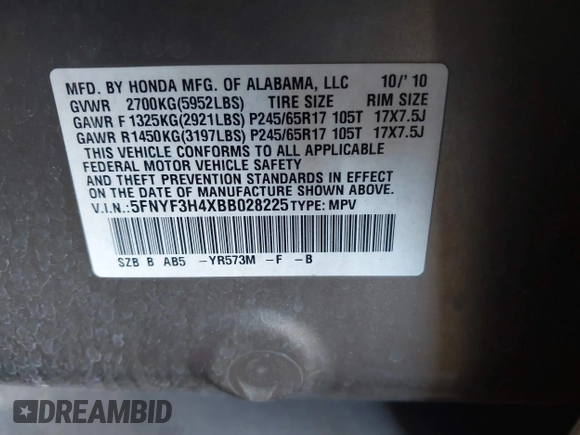 MFD. BY HONDA MFG. OF ALABAMA, LLC 10/'10
GVWR 2700KG(5952LBS) TIRE SIZE RIM SIZE
GAWR F 1325KG(2921LBS) P245/65R17 105T 17X7.5J
GAWR R1450KG(3197LBS) P245/65R17 105T 17X7.5J
THIS VEHICLE CONFORMS TO ALL APPLICABLE
FEDERAL MOTOR VEHICLE SAFETY
AND THEFT PREVENTION STANDARDS IN EFFECT
ON THE DATE OF MANUFACTURE SHOWN ABOVE.
V.I.N.:5FNYF3H4XBB028225 TYPE: MPV
SZB B AB5 -YR573M -F -B
DREAMBID